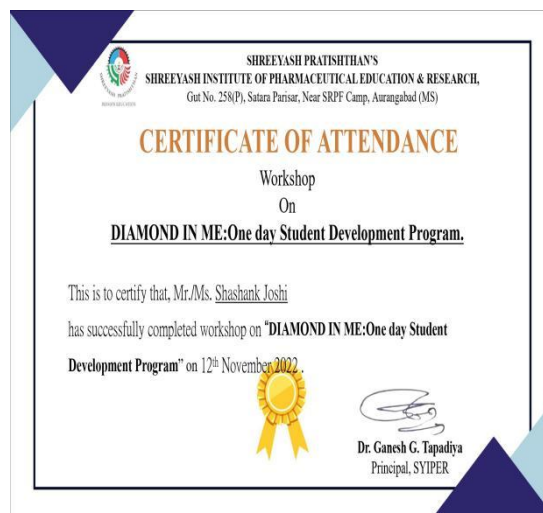 SHREEYASH PRATISHTHAN'S
SHREEYASH INSTITUTE OF PHARMACEUTICAL EDUCATION & RESEARCH,
Gut No. 258(P), Satara Parisar, Near SRPF Camp, Aurangabad (MS)
CERTIFICATE OF ATTENDANCE
Workshop
On
DIAMOND IN ME:One day Student Development Program.
This is to certify that, Mr./Ms. Shashank Joshi
has successfully completed workshop on "DIAMOND IN ME:One day Student
Development Program" on 12th November 2022 .
Dr. Ganesh G. Tapadiya
Principal, SYIPER